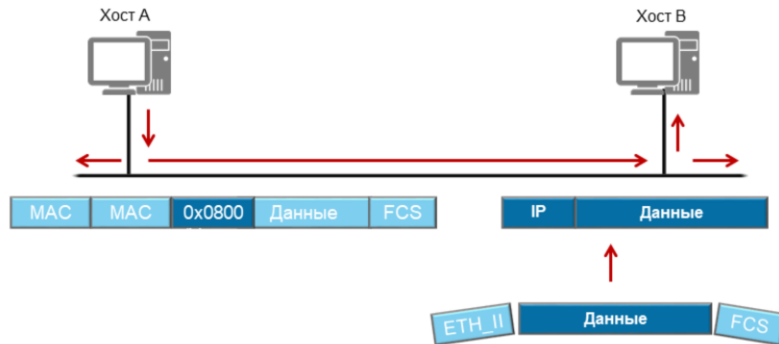 Хост A
Хост B
MAC MAC 0x0800 Данные FCS
IP Данные
ETH_II Данные FCS